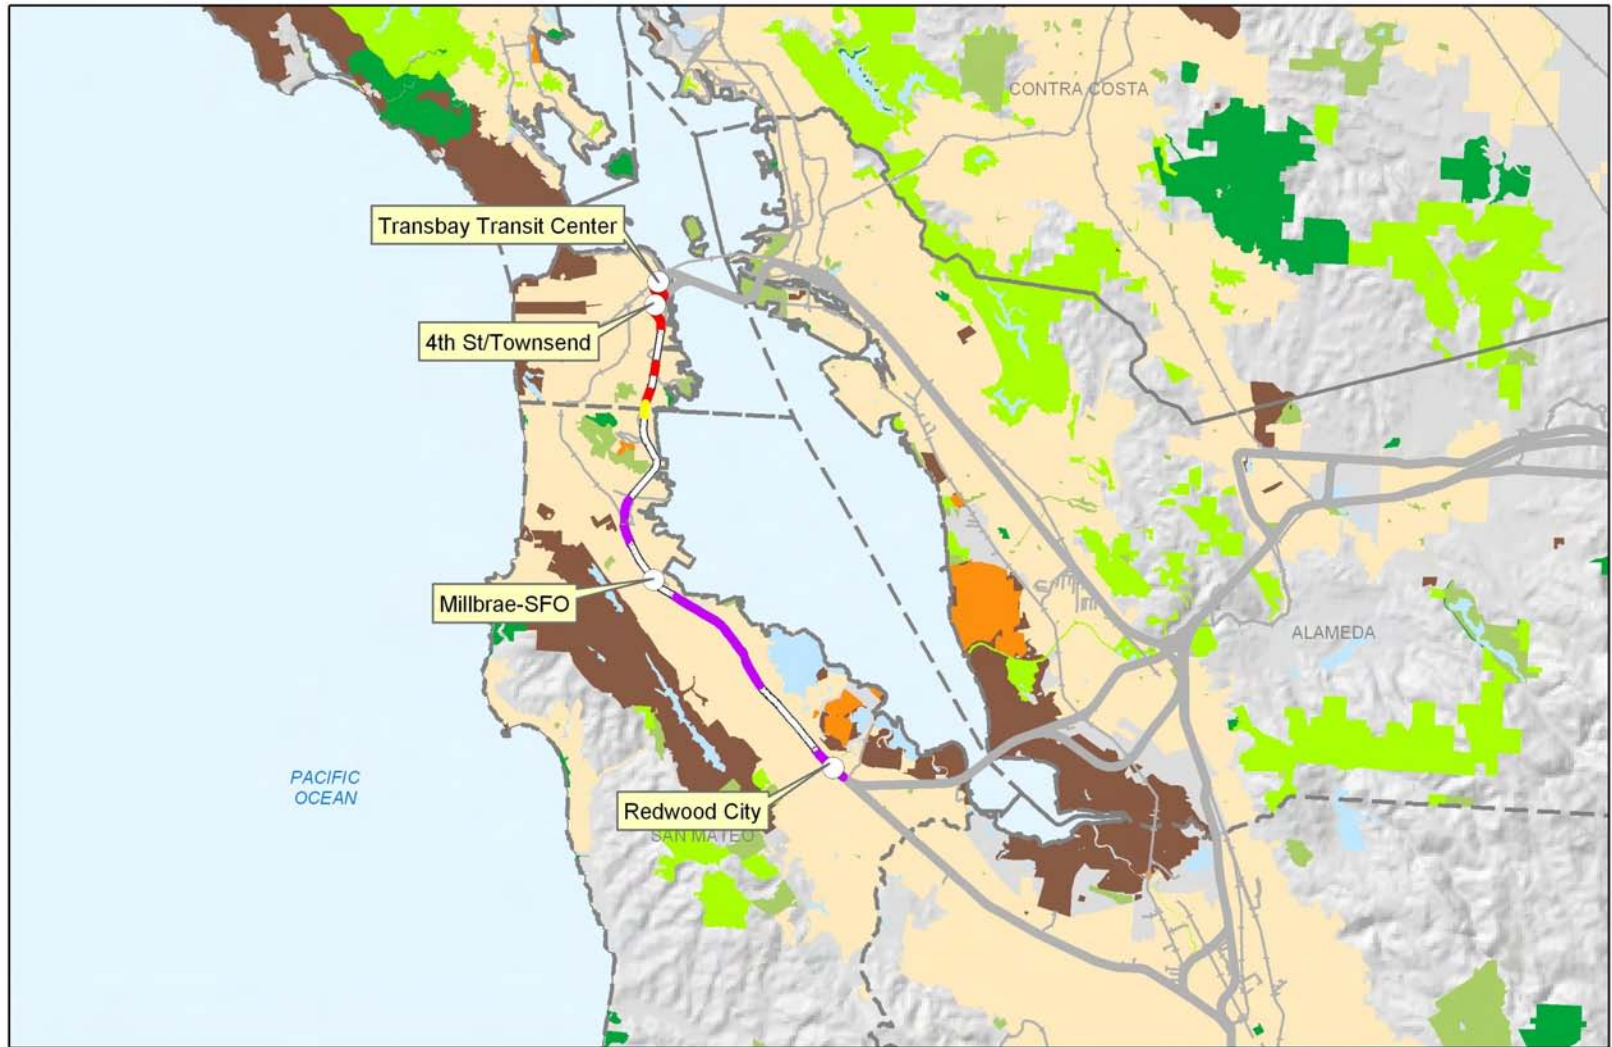 CONTRA COSTA
Transbay Transit Center
4th St/Townsend
Millbrae-SFO
ALAMEDA
PACIFIC
OCEAN
Redwood City
SAN MATEO